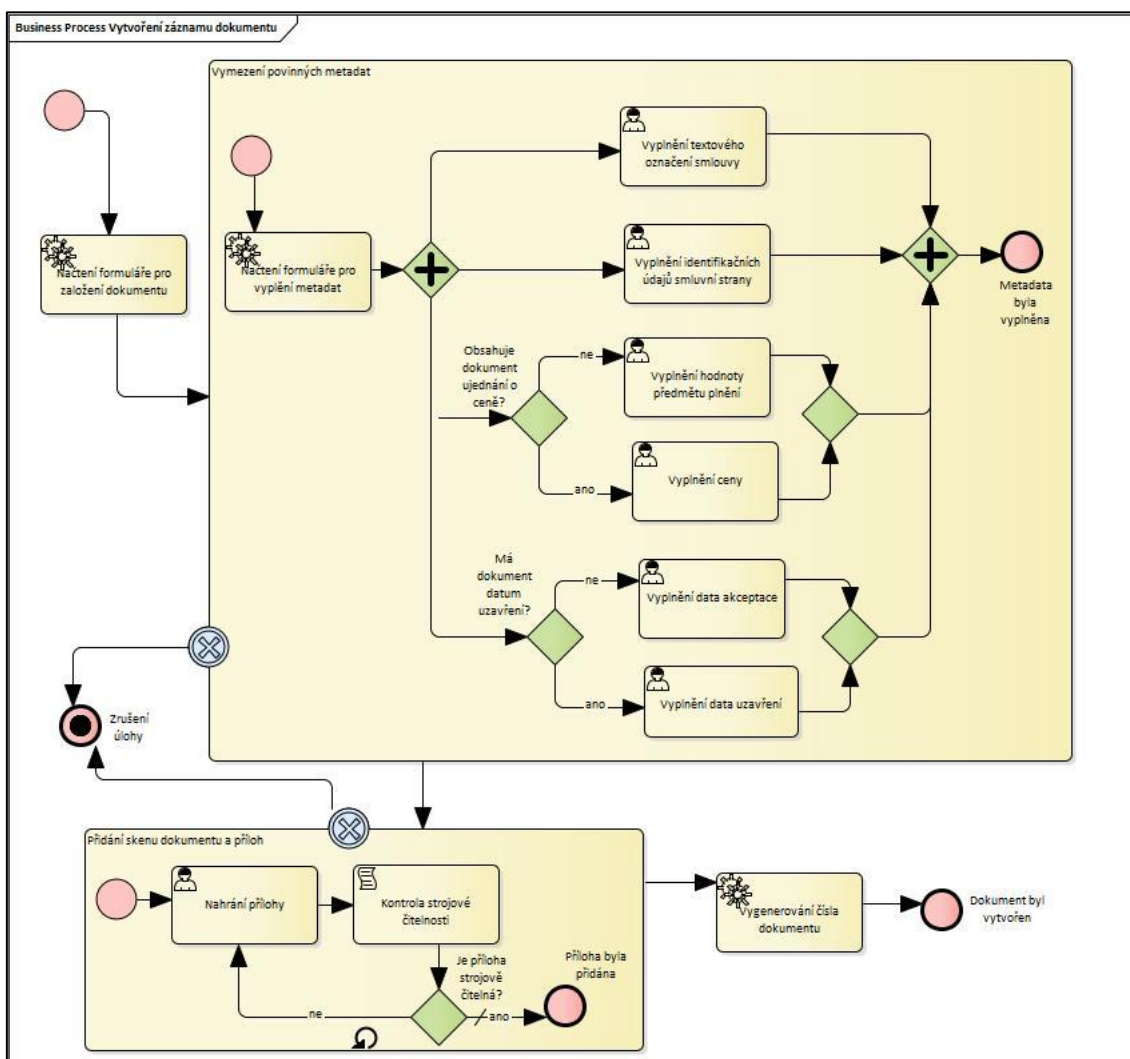 Business Process Vytvoření záznamu dokumentu
Vymezení povinných metadat
Načtení formuláře pro
založení dokumentu
Načtení formuláře pro
vyplění metadat
Vyplnění textového
označení smlouvy
Vyplnění identifikačních
údajů smluvní strany
Metadata
byla
vyplněna
Obsahuje
dokument
ujednání o
ceně?
ne
Vyplnění hodnoty
předmětu plnění
ano
Vyplnění ceny
Má
dokument
datum
uzavření?
ne
Vyplnění data akceptace
ano
Vyplnění data uzavření
Zrušení
úlohy
Přidání skenu dokumentu a příloh
Nahrání přílohy
Kontrola strojové
čitelnosti
Je příloha
strojově
čitelná?
ne
ano
Příloha byla
přidána
Vygenerování čísla
dokumentu
Dokument byl
vytvořen